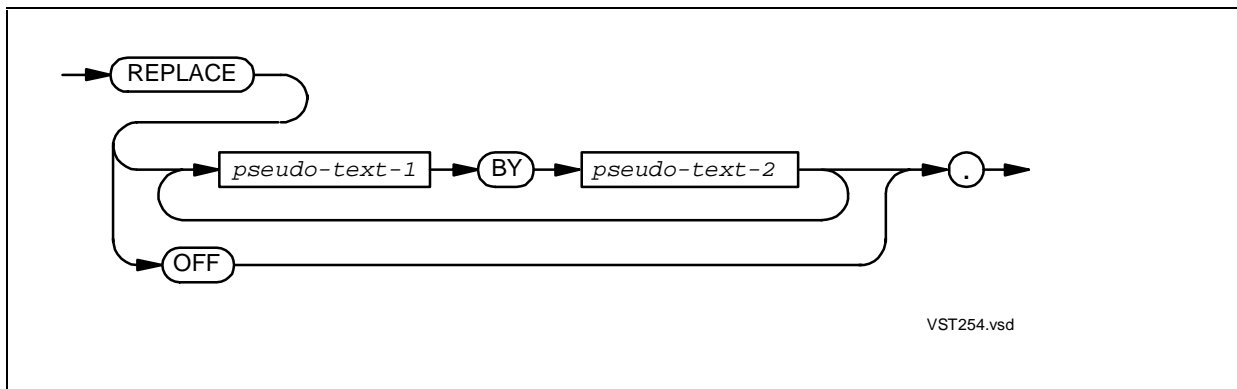 REPLACE
pseudo-text-1 BY pseudo-text-2 .
OFF
VST254.vsd